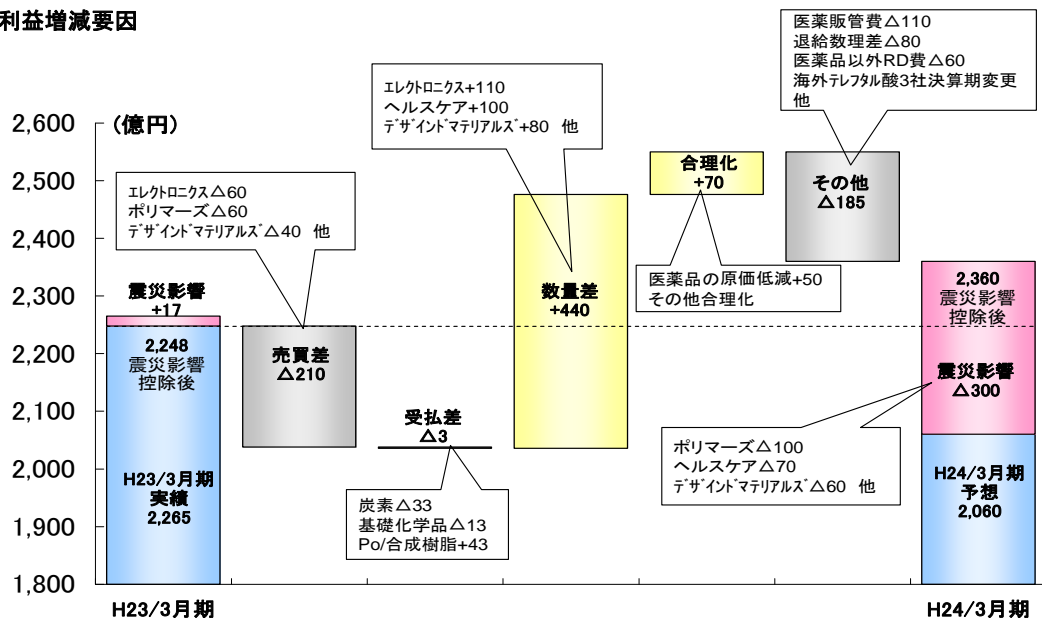 利益増減要因
(億円)
2,600
2,500
2,400
2,300
2,200
2,100
2,000
1,900
1,800
震災影響
+17
2,248
震災影響
控除後
H23/3月期
実績
2,265
H23/3月期
ｴﾚｸﾄﾛﾆｸｽ△60
ポリマーズ△60
ﾃﾞｻﾞｲﾝﾄﾞﾏﾃﾘｱﾙｽﾞ△40 他
売買差
△210
受払差
△3
炭素△33
基礎化学品△13
Po/合成樹脂+43
ｴﾚｸﾄﾛﾆｸｽ+110
ヘルスケア+100
ﾃﾞｻﾞｲﾝﾄﾞﾏﾃﾘｱﾙｽﾞ+80 他
数量差
+440
合理化
+70
医薬品の原価低減+50
その他合理化
医薬販管費△110
退給数理差△80
医薬品以外RD費△60
海外ﾃﾚﾌﾀﾙ酸3社決算期変更
他
その他
△185
2,360
震災影響
控除後
震災影響
△300
ポリマーズ△100
ヘルスケア△70
ﾃﾞｻﾞｲﾝﾄﾞﾏﾃﾘｱﾙｽﾞ△60 他
H24/3月期
予想
2,060
H24/3月期